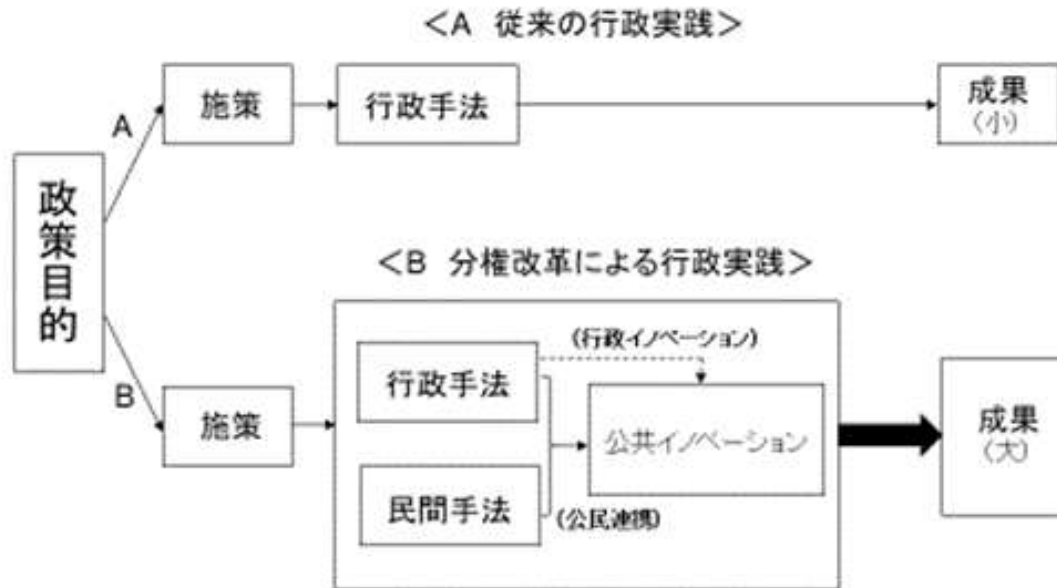 <A 従来の行政実践>
A
施策
行政手法
成果
(小)
政策目的
<B 分権改革による行政実践>
B
施策
(行政イノベーション)
行政手法
公共イノベーション
民間手法
(公民連携)
成果
(大)